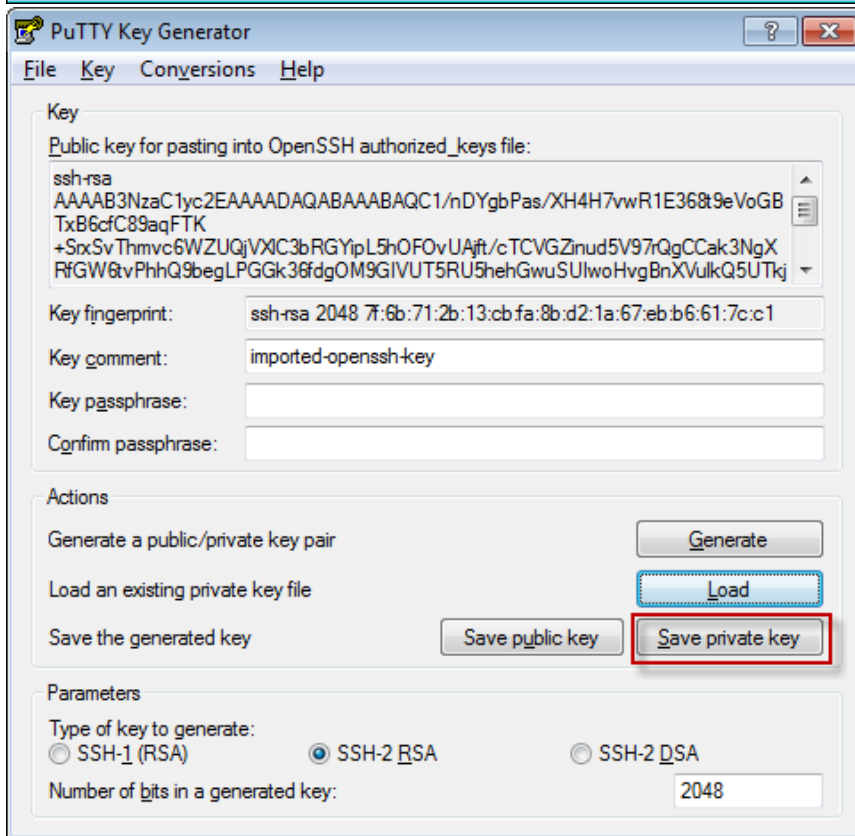 PuTTY Key Generator
File Key Conversions Help
Key
Public key for pasting into OpenSSH authorized_keys file:
ssh-rsa
AAAAB3NzaC1yc2EAAAADAQABAAABAQC1/nDYgbPas/XH4H7vwR1E368t9eVoGB
TxB6cfC89aqFTK
+SrxSvThmvc6WZUQjVXlC3bRGYipL5hOFOvUAjft/cTCVGZinud5V97rQgCCak3NgX
RfGW6tvPhhQ9begLPGGk36fdgOM9GIVUT5RU5hehGwuSUIwoHvgBnXVulkQ5UTkj
Key fingerprint: ssh-rsa 2048 7f:6b:71:2b:13:cb:fa:8b:d2:1a:67:eb:b6:61:7c:c1
Key comment: imported-openssh-key
Key passphrase:
Confirm passphrase:
Actions
Generate a public/private key pair Generate
Load an existing private key file Load
Save the generated key Save public key Save private key
Parameters
Type of key to generate:
SSH-1 (RSA) SSH-2 RSA SSH-2 DSA
Number of bits in a generated key: 2048